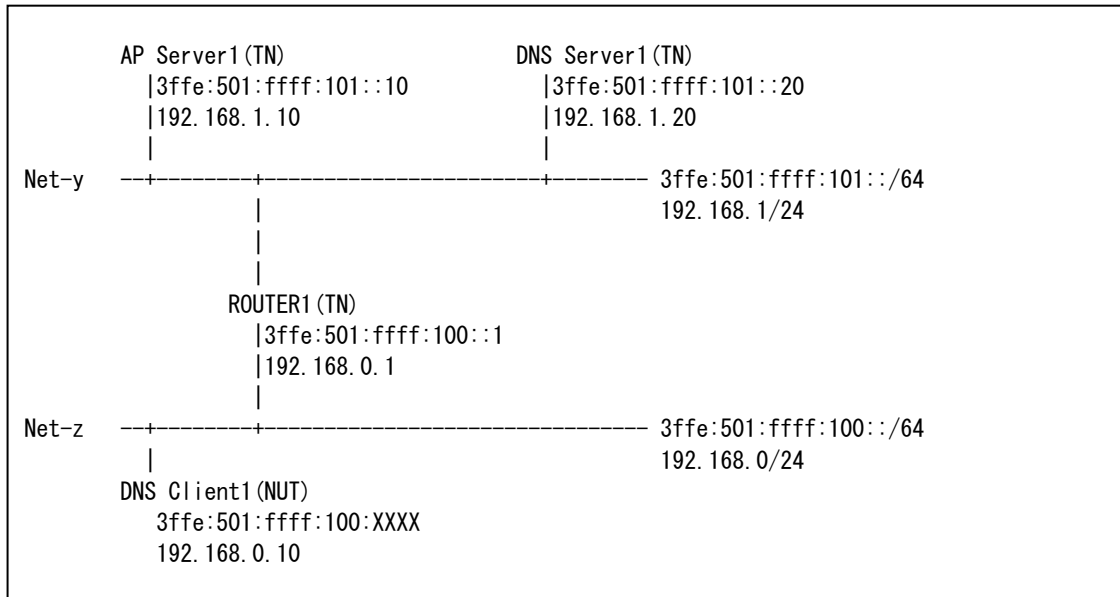 AP Server1(TN) DNS Server1(TN)
|3ffe:501:ffff:101::10 |3ffe:501:ffff:101::20
|192.168.1.10 |192.168.1.20
| |
Net-y --+--------+----------------------+-------- 3ffe:501:ffff:101::/64
| 192.168.1/24
|
|
ROUTER1(TN)
|3ffe:501:ffff:100::1
|192.168.0.1
|
Net-z --+--------+------------------------------- 3ffe:501:ffff:100::/64
| 192.168.0/24
DNS Client1(NUT)
3ffe:501:ffff:100:XXXX
192.168.0.10